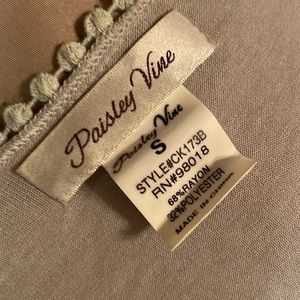 Paisley Vine
Paisley Vine
S
STYLE#CK173B
RN#98018
68%RAYON
32%POLYESTER
MADE IN CHINA